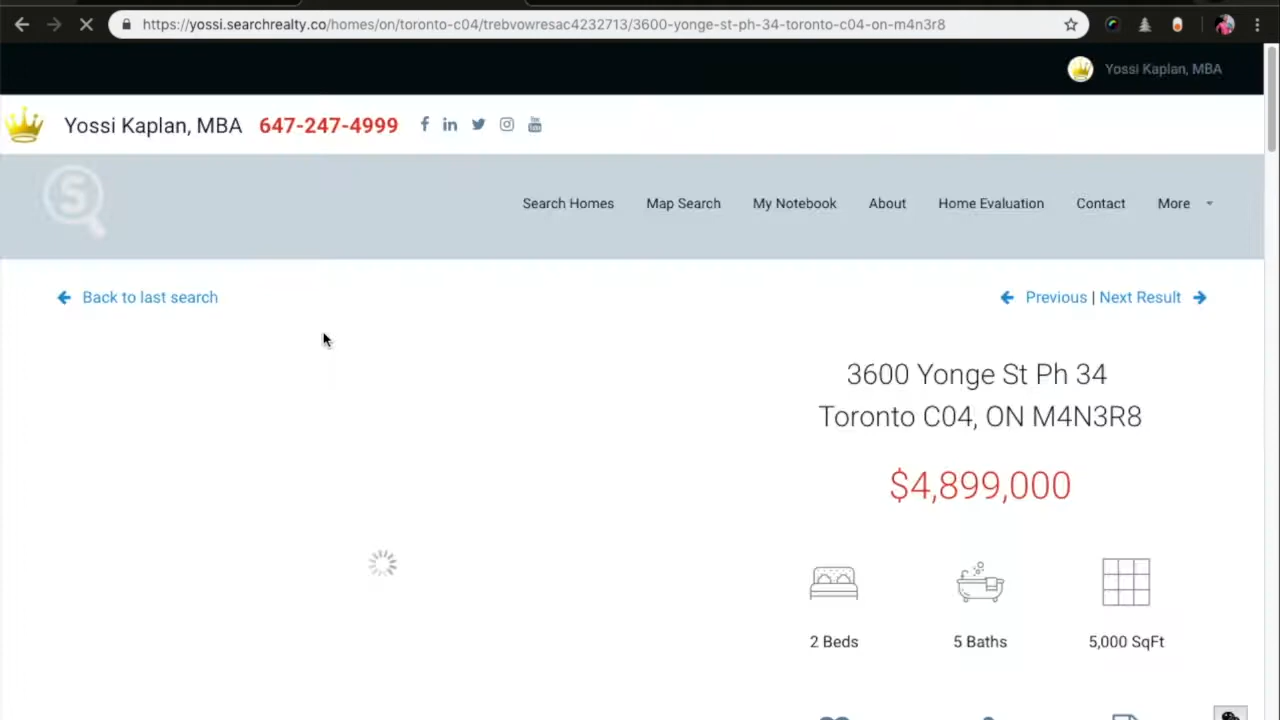 https://yossi.searchrealty.co/homes/on/toronto-c04/trebvowresac4232713/3600-yonge-st-ph-34-toronto-c04-on-m4n3r8
Yossi Kaplan, MBA
Yossi Kaplan, MBA 647-247-4999
S
Search Homes Map Search My Notebook About Home Evaluation Contact More
Back to last search Previous | Next Result
3600 Yonge St Ph 34
Toronto C04, ON M4N3R8
$4,899,000
2 Beds 5 Baths 5,000 SqFt